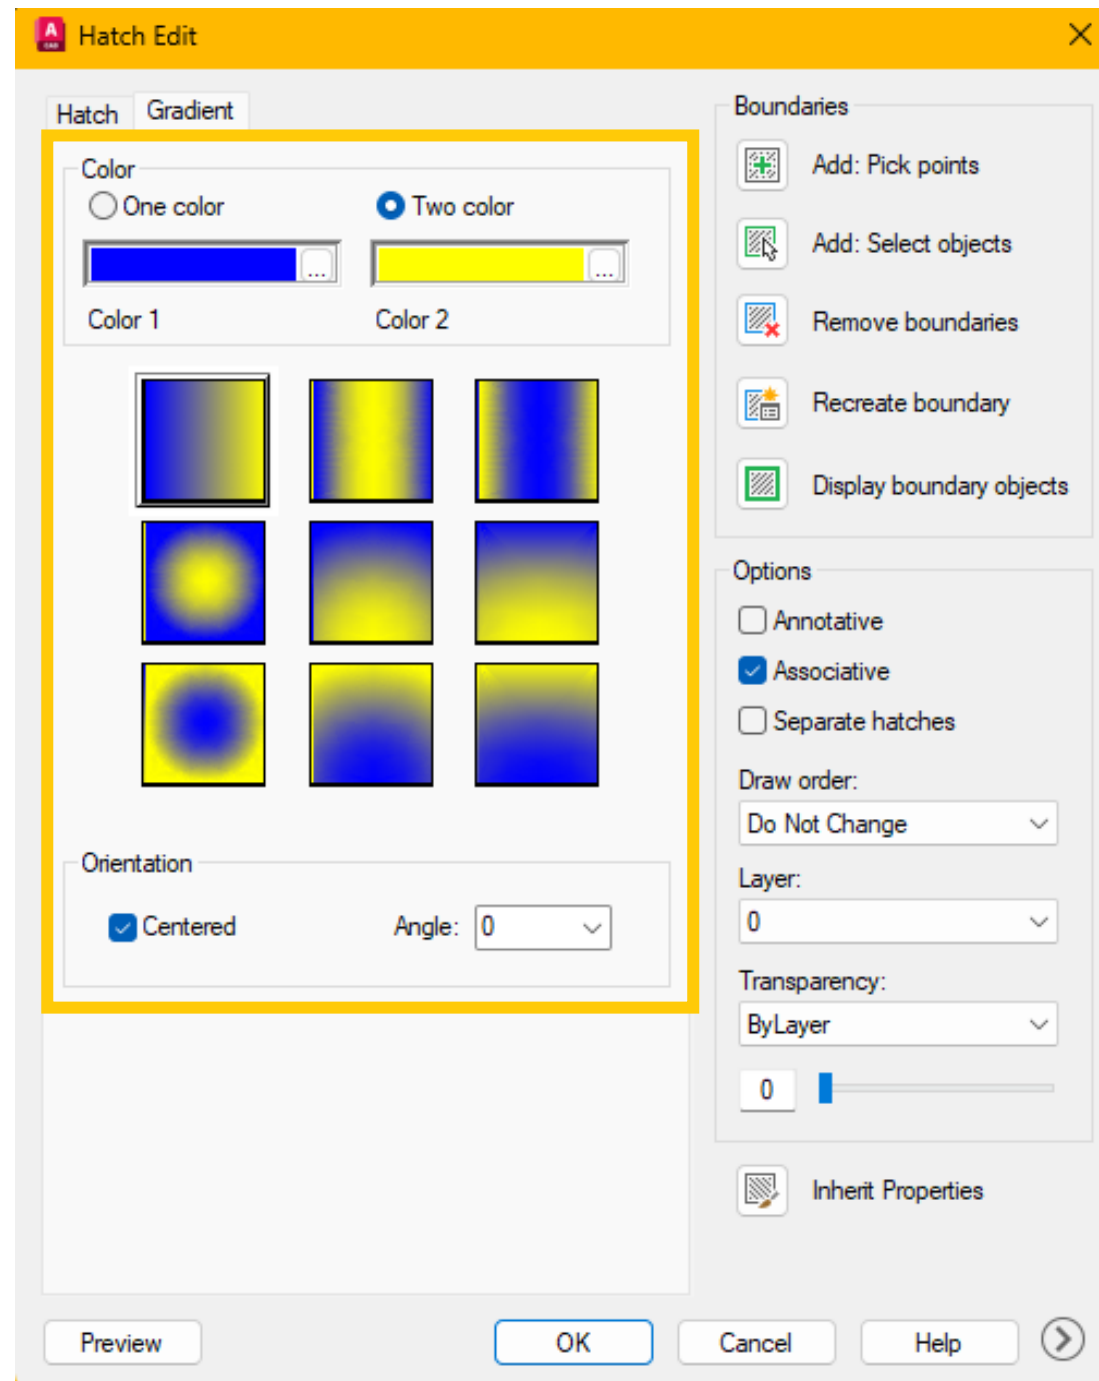 A
CAD
Hatch Edit
Hatch
Gradient
Color
One color
Two color
...
...
Color 1
Color 2
Orientation
Centered
Angle: 0
Boundaries
Add: Pick points
Add: Select objects
Remove boundaries
Recreate boundary
Display boundary objects
Options
Annotative
Associative
Separate hatches
Draw order:
Do Not Change
Layer:
0
Transparency:
ByLayer
0
Inherit Properties
Preview
OK
Cancel
Help